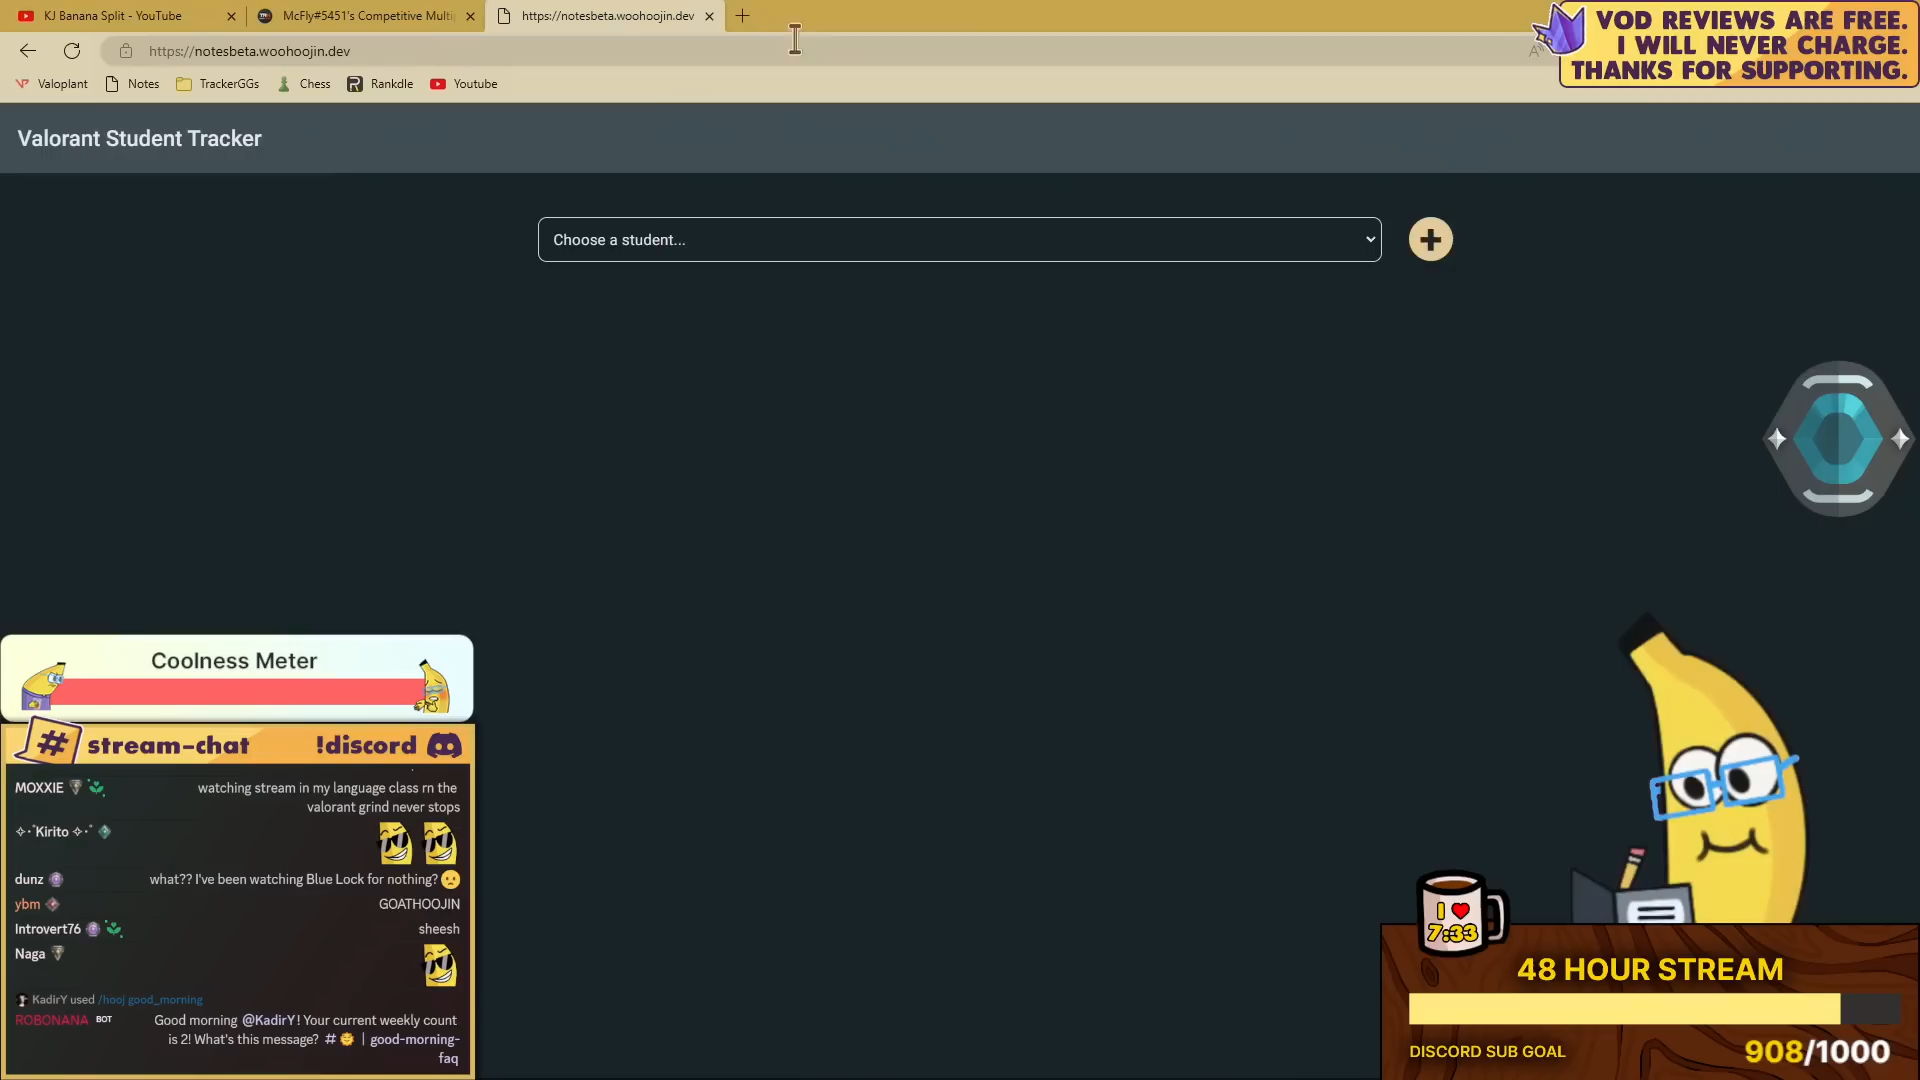 KJ Banana Split - YouTube
McFly#5451's Competitive Multi
https://notesbeta.woohoojin.dev
https://notesbeta.woohoojin.dev
Valoplant
Notes
TrackerGGs
Chess
Rankdle
Youtube
VOD REVIEWS ARE FREE.
I WILL NEVER CHARGE.
THANKS FOR SUPPORTING.
Valorant Student Tracker
Choose a student...
Coolness Meter
# stream-chat !discord
MOXXIE watching stream in my language class rn the
valorant grind never stops
✧･ﾟKirito ✧･ﾟ
dunz what?? I've been watching Blue Lock for nothing?
ybm GOATHOOJIN
Introvert76 sheesh
Naga
KadirY used /hooj good_morning
ROBONANA BOT Good morning @KadirY! Your current weekly count
is 2! What's this message? # | good-morning-
faq
I ❤
7:33
48 HOUR STREAM
DISCORD SUB GOAL 908/1000